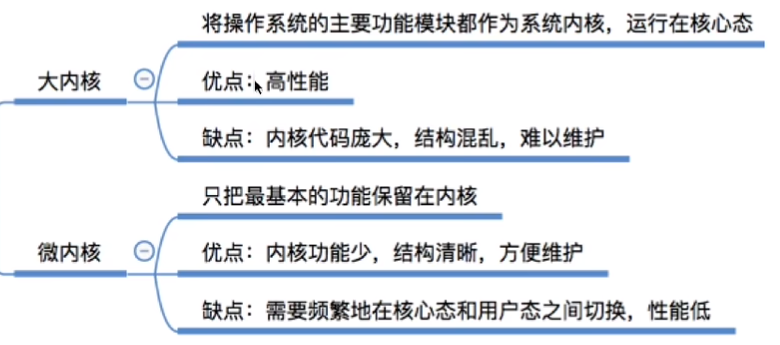 大内核
将操作系统的主要功能模块都作为系统内核，运行在核心态
优点：高性能
缺点：内核代码庞大，结构混乱，难以维护
微内核
只把最基本的功能保留在内核
优点：内核功能少，结构清晰，方便维护
缺点：需要频繁地在核心态和用户态之间切换，性能低